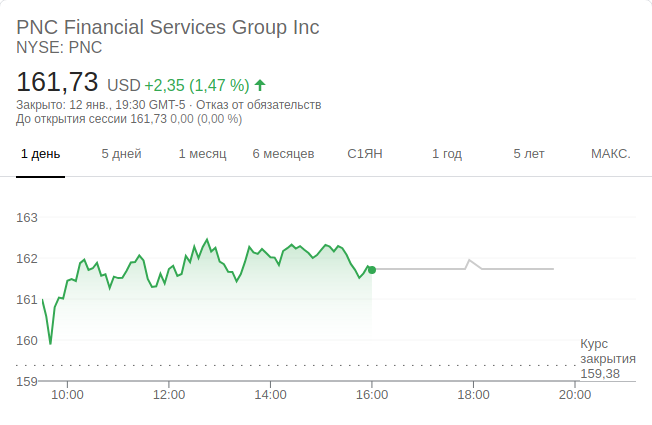 PNC Financial Services Group Inc
NYSE: PNC
161,73 USD +2,35 (1,47 %)
Закрыто: 12 янв., 19:30 GMT-5 · Отказ от обязательств
До открытия сессии 161,73 0,00 (0,00 %)
1 день 5 дней 1 месяц 6 месяцев С1ЯН 1 год 5 лет МАКС.
163
162
161
160
Курс
закрытия
159,38
159
10:00 12:00 14:00 16:00 18:00 20:00